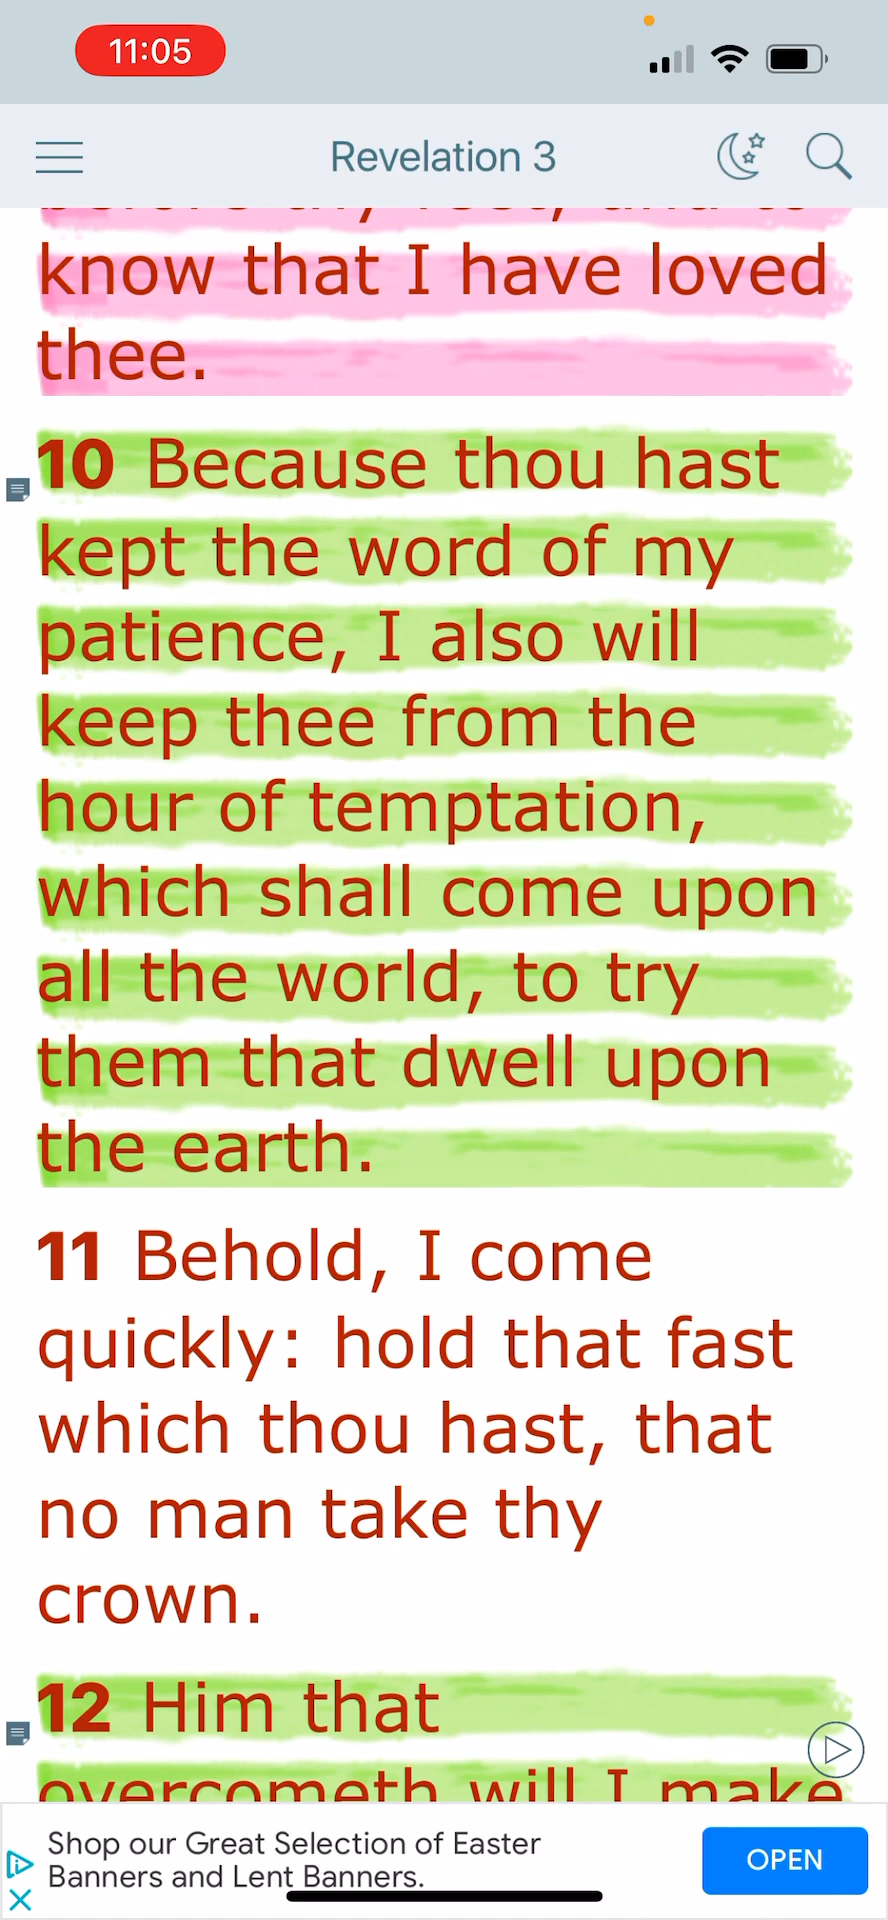 11:05
Revelation 3
know that I have loved
thee.
10 Because thou hast
kept the word of my
patience, I also will
keep thee from the
hour of temptation,
which shall come upon
all the world, to try
them that dwell upon
the earth.
11 Behold, I come
quickly: hold that fast
which thou hast, that
no man take thy
crown.
12 Him that
overcometh will I make
Shop our Great Selection of Easter
Banners and Lent Banners.
OPEN